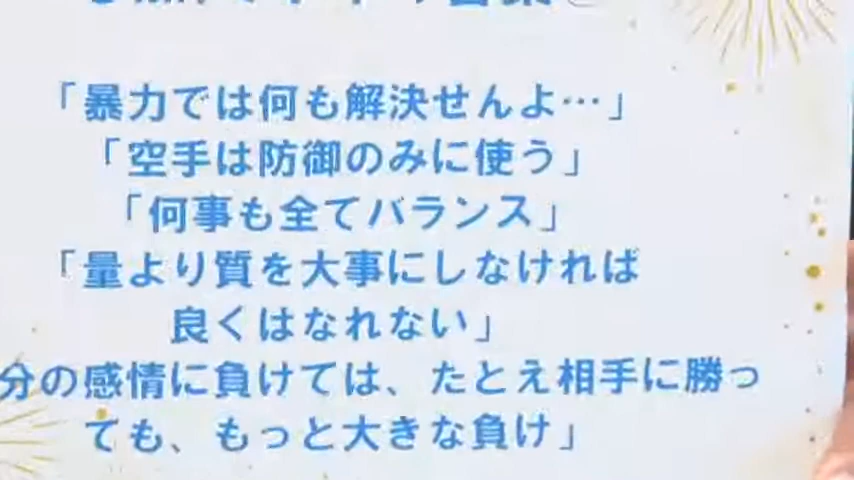 「暴力では何も解決せんよ…」
「空手は防御のみに使う」
「何事も全てバランス」
「量より質を大事にしなければ
良くはなれない」
分の感情に負けては、たとえ相手に勝っ
ても、もっと大きな負け」